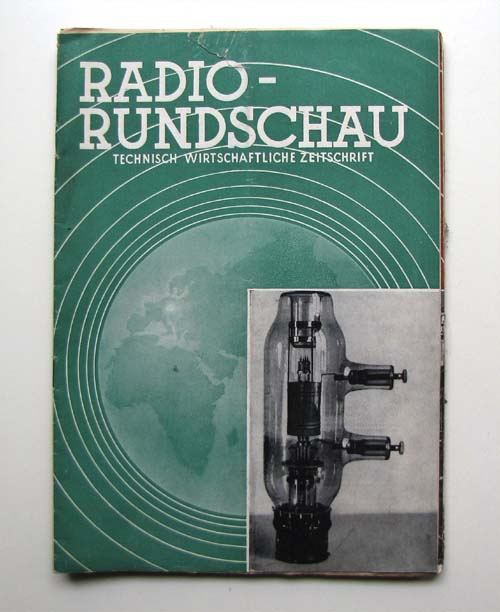 RADIO-
RUNDSCHAU
TECHNISCH WIRTSCHAFTLICHE ZEITSCHRIFT